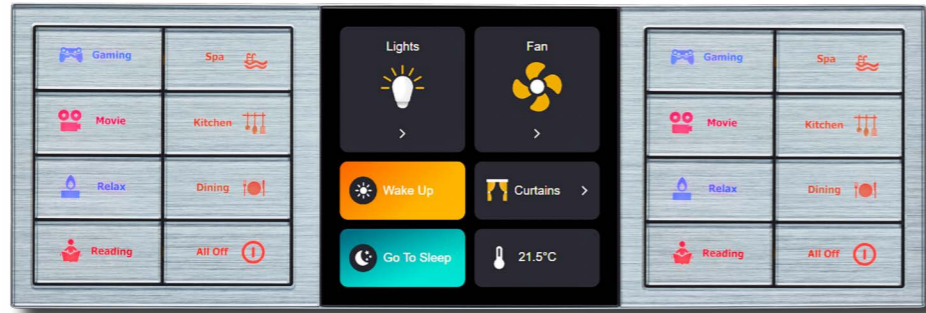 Gaming
Spa
Movie
Kitchen
Relax
Dining
Reading
All Off
Lights
Fan
Wake Up
Curtains
Go To Sleep
21.5°C
Gaming
Spa
Movie
Kitchen
Relax
Dining
Reading
All Off